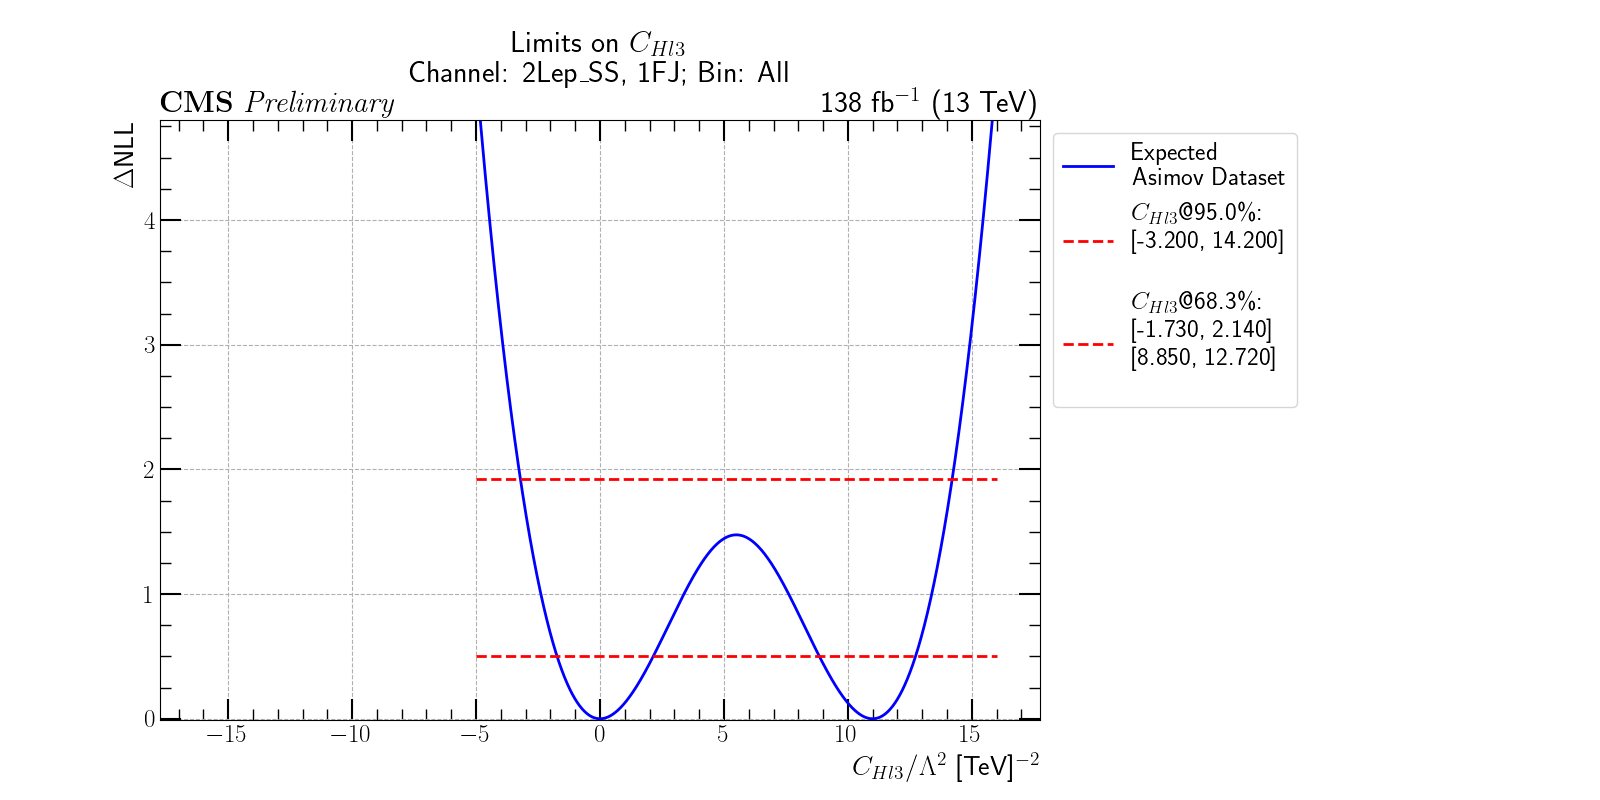 Limits on C_{Hl3}
Channel: 2Lep_SS, 1FJ; Bin: All
CMS Preliminary
138 fb⁻¹ (13 TeV)
ΔNLL
4
3
2
1
0
−15 −10 −5 0 5 10 15
C_{Hl3}/Λ² [TeV]⁻²
Expected
Asimov Dataset
C_{Hl3}@95.0%:
[-3.200, 14.200]
C_{Hl3}@68.3%:
[-1.730, 2.140]
[8.850, 12.720]